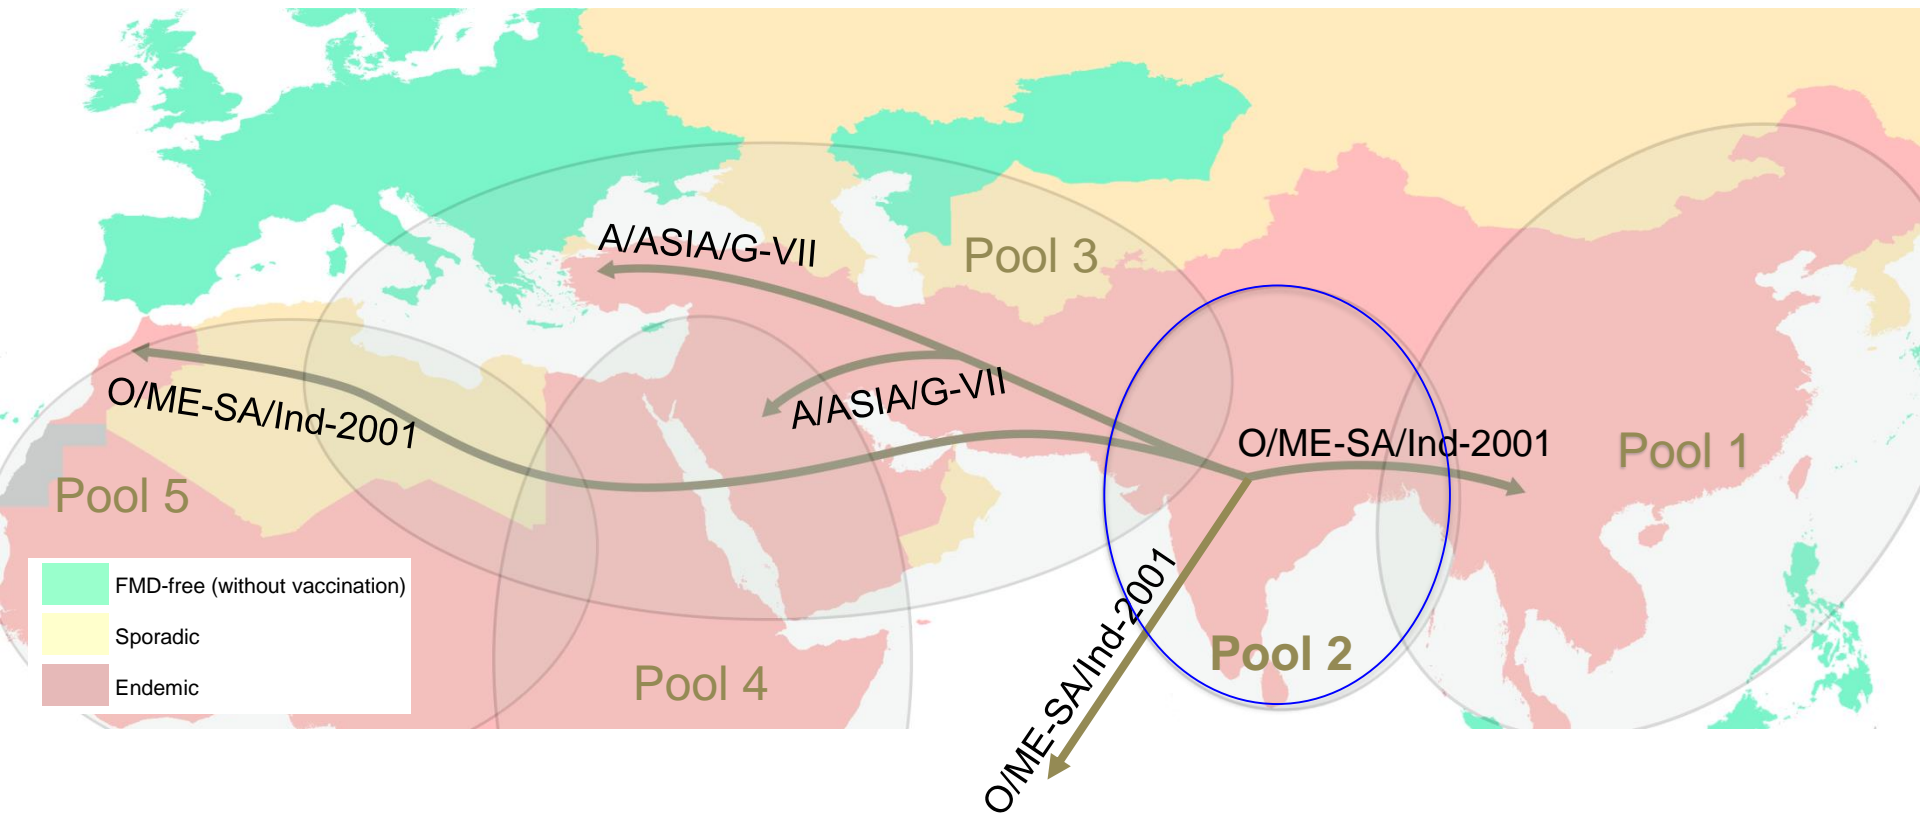 A/ASIA/G-VII
Pool 3
A/ASIA/G-VII
O/ME-SA/Ind-2001
O/ME-SA/Ind-2001
Pool 1
Pool 5
O/ME-SA/Ind-2001
Pool 2
Pool 4
FMD-free (without vaccination)
Sporadic
Endemic